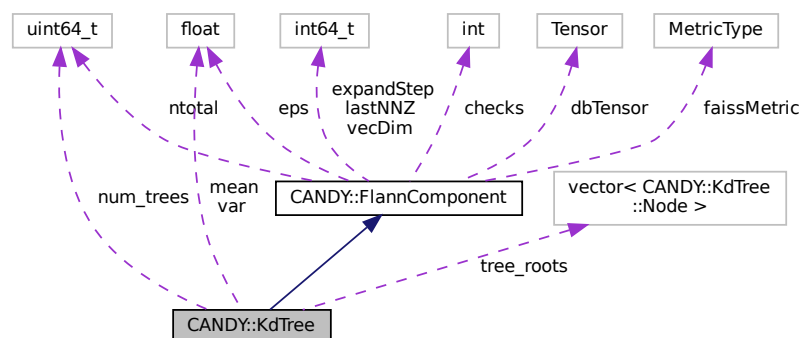 uint64_t
float
int64_t
int
Tensor
MetricType
ntotal
eps
expandStep
lastNNZ
vecDim
checks
dbTensor
faissMetric
num_trees
mean
var
CANDY::FlannComponent
vector< CANDY::KdTree
::Node >
tree_roots
CANDY::KdTree